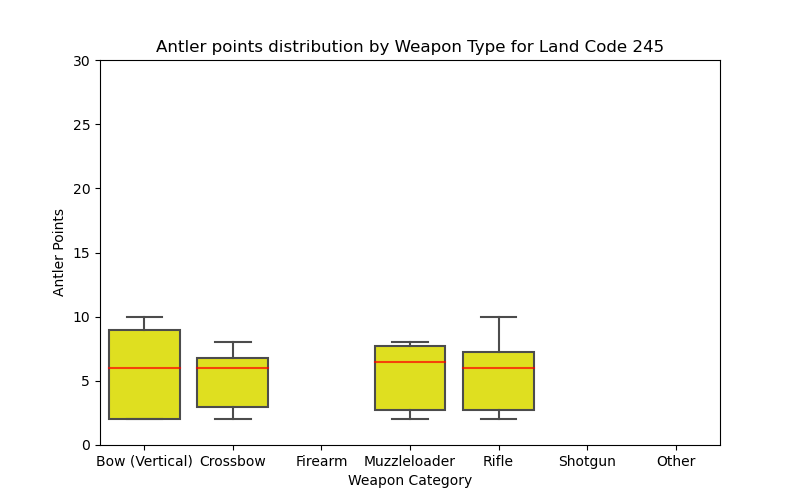 Antler points distribution by Weapon Type for Land Code 245
30
25
20
15
10
5
0
Antler Points
Bow (Vertical) Crossbow Firearm Muzzleloader Rifle Shotgun Other
Weapon Category